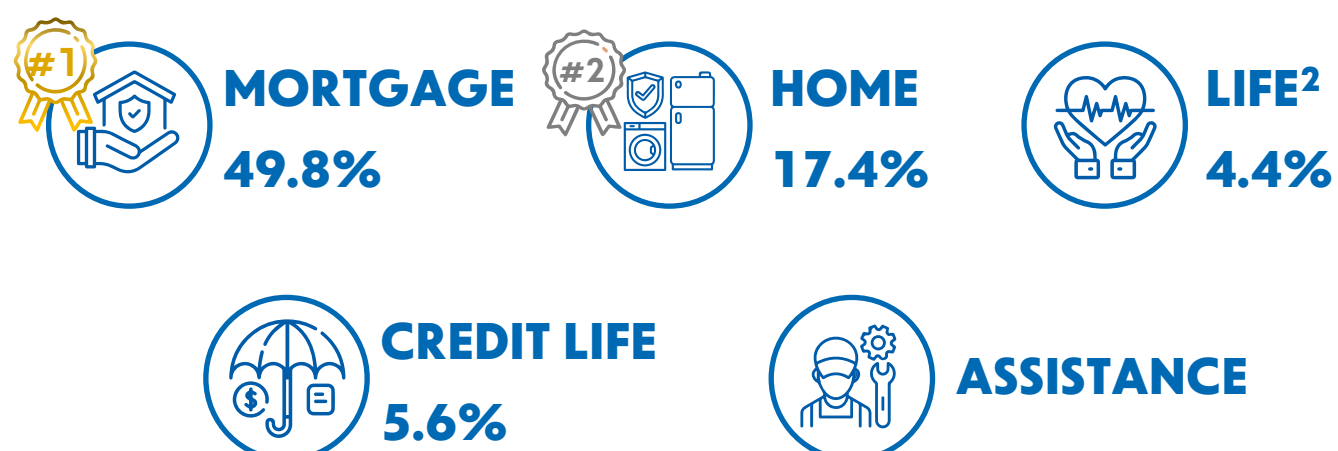 #1
MORTGAGE
49.8%
#2
HOME
17.4%
LIFE²
4.4%
$
CREDIT LIFE
5.6%
ASSISTANCE